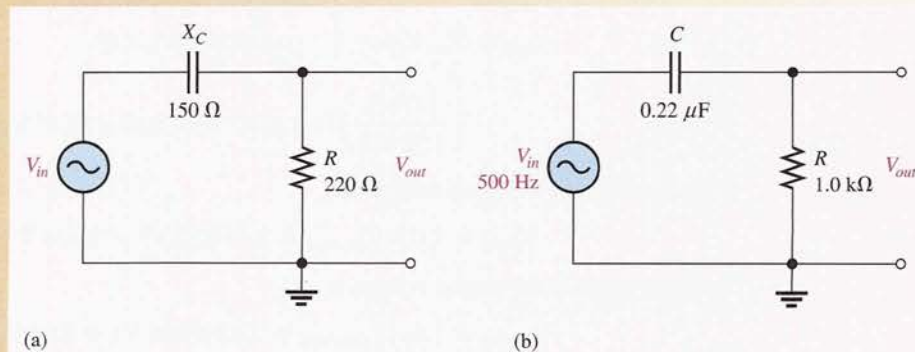 X_C
150 Ω
V_in
R
220 Ω
V_out
(a)
C
0.22 μF
V_in
500 Hz
R
1.0 kΩ
V_out
(b)